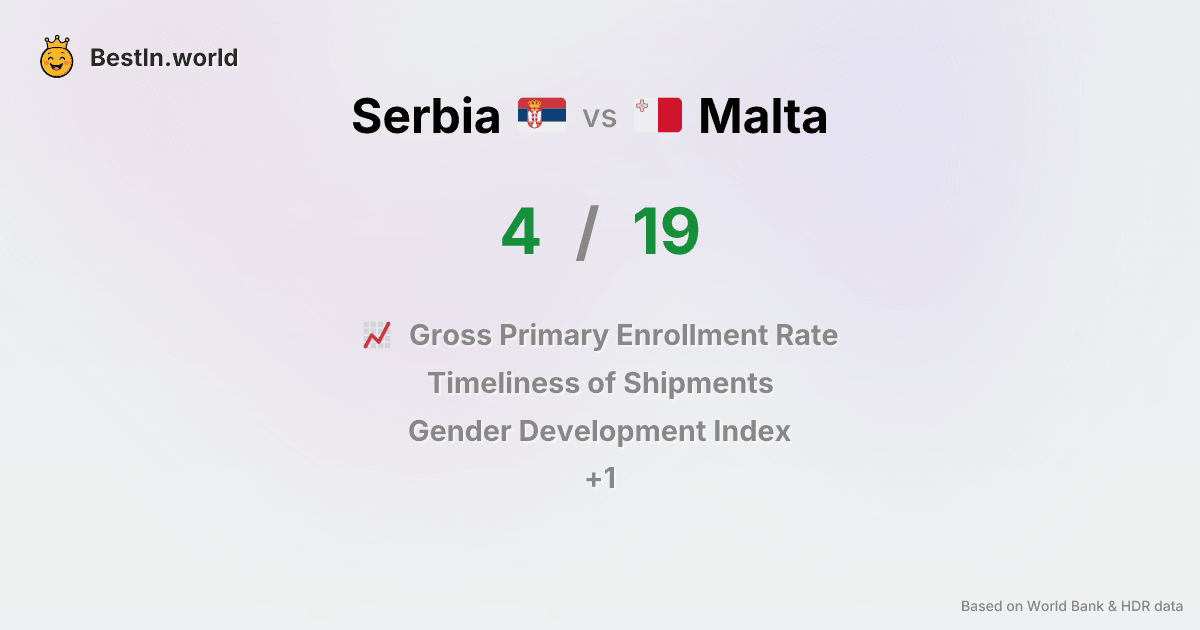 BestIn.world
Serbia vs Malta
4 / 19
Gross Primary Enrollment Rate
Timeliness of Shipments
Gender Development Index
+1
Based on World Bank & HDR data